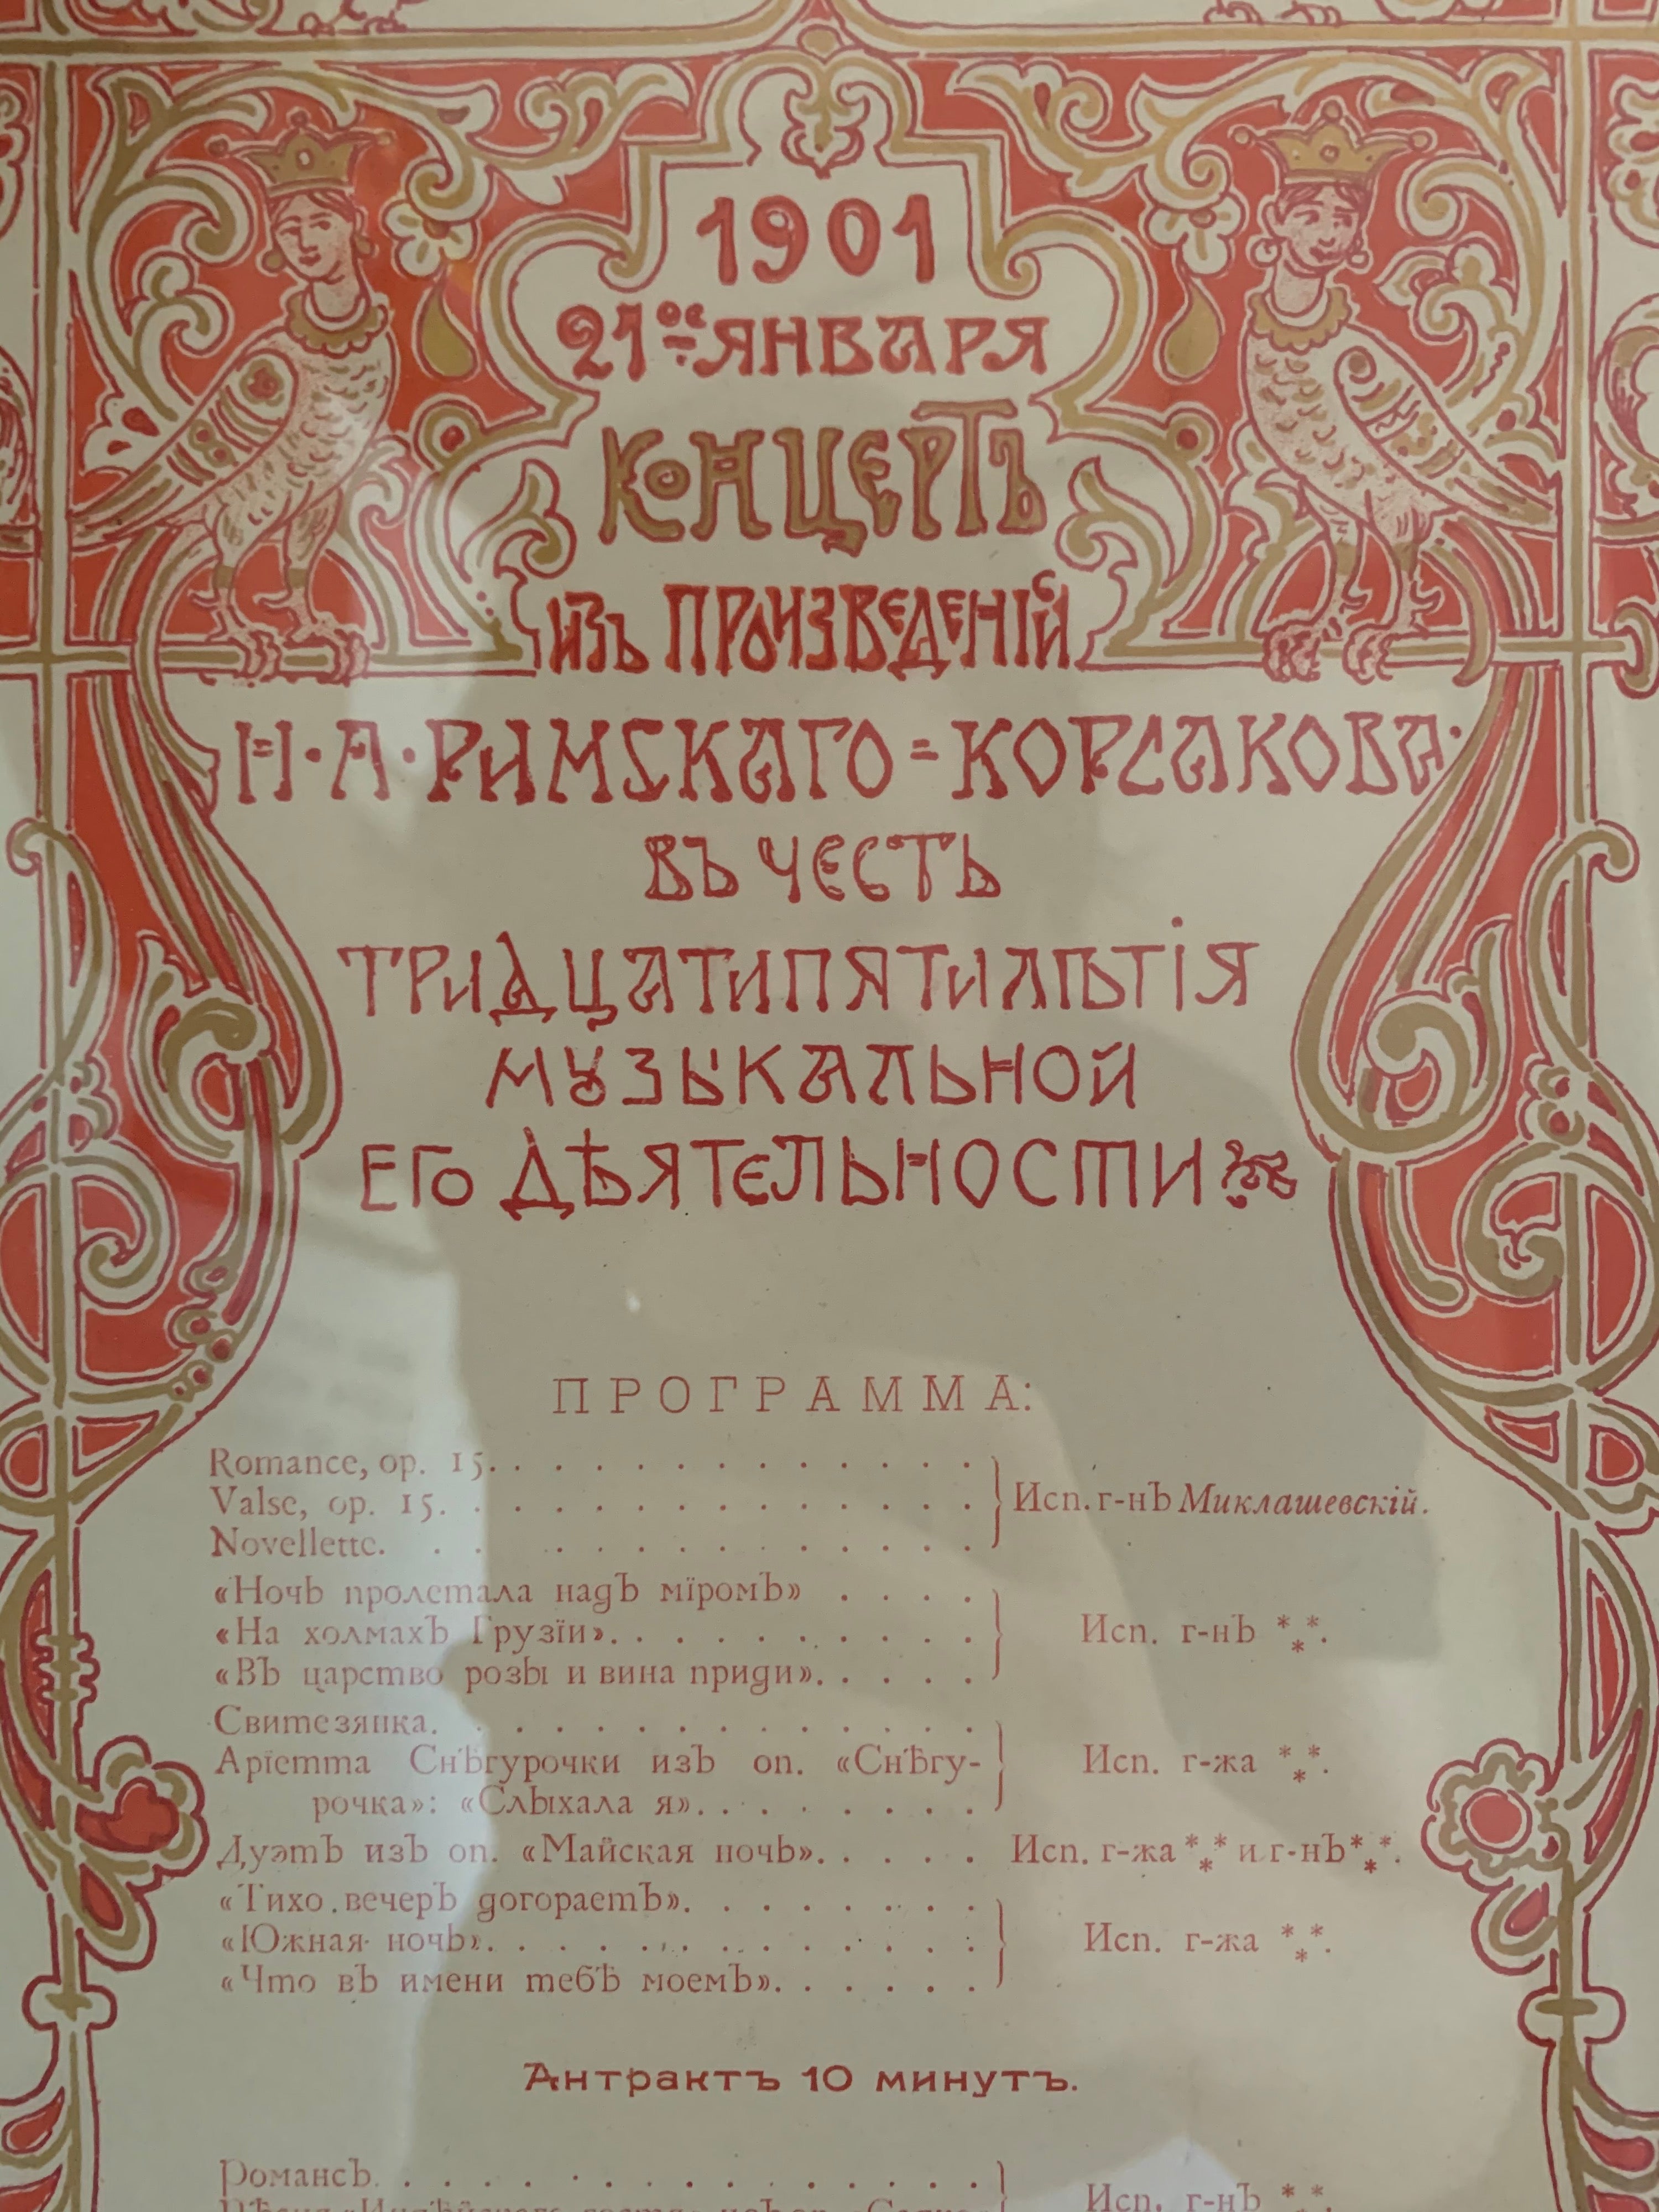 1901
21ое ЯНВАРЯ
КОНЦЕРТЪ
ИЗЪ ПРОИЗВЕДЕНІЙ
Н·А·РИМСКАГО=КОРСАКОВА·
ВЪ ЧЕСТЬ
ТРИДЦАТИПЯТИЛѢТІЯ
МУЗЫКАЛЬНОЙ
ЕГО ДѢЯТЕЛЬНОСТИ
ПРОГРАММА:
Romance, op. 15. . . . . . . . . . . . .
Valse, op. 15. . . . . . . . . . . . . . } Исп. г-нъ Миклашевскій.
Novellette. . . . . . . . . . . . . .
«Ночь пролетала надъ міромъ» . . . .
«На холмахъ Грузіи». . . . . . . . . . } Исп. г-нъ ***.
«Въ царство розы и вина приди». . . . .
Свитезянка. . . . . . . . . . . . . . .
Аріетта Снѣгурочки изъ оп. «Снѣгу- } Исп. г-жа ***.
рочка»: «Слыхала я». . . . . . . .
Дуэтъ изъ оп. «Майская ночь». . . . . Исп. г-жа *** и г-нъ ***.
«Тихо вечеръ догораетъ». . . . . . . .
«Южная ночь». . . . . . . . . . . . . } Исп. г-жа ***.
«Что въ имени тебѣ моемъ». . . . . .
Антрактъ 10 минутъ.
Романсъ. . . . . . . . . . . . . . . .
Исп. г-нъ **